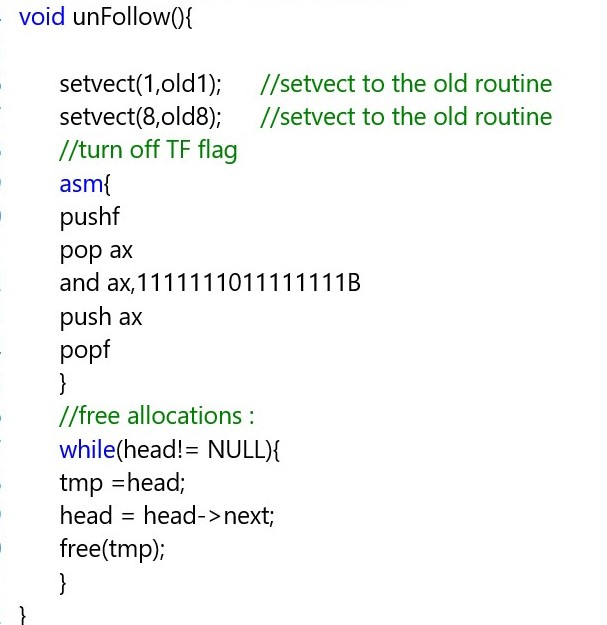 void unFollow(){
setvect(1,old1); //setvect to the old routine
setvect(8,old8); //setvect to the old routine
//turn off TF flag
asm{
pushf
pop ax
and ax,1111111011111111B
push ax
popf
}
//free allocations :
while(head!= NULL){
tmp =head;
head = head->next;
free(tmp);
}
}